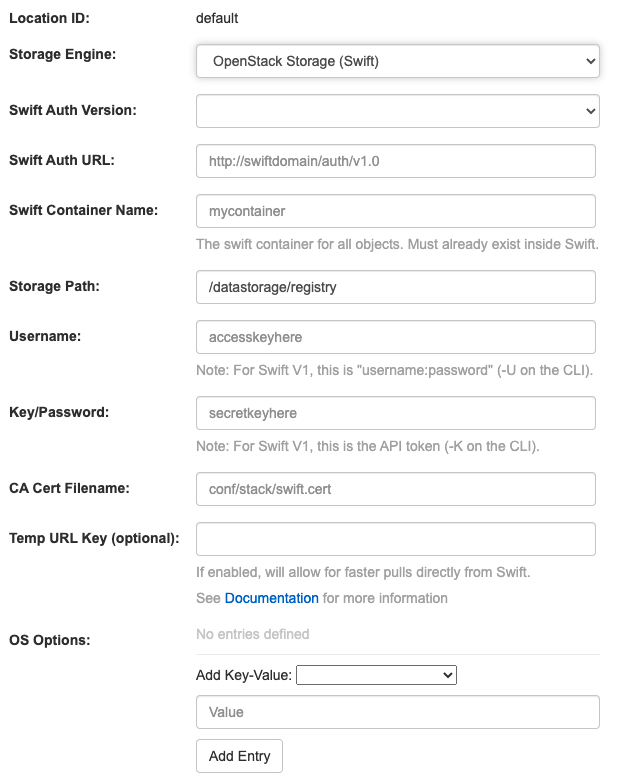 Location ID: default
Storage Engine: OpenStack Storage (Swift)
Swift Auth Version:
Swift Auth URL: http://swiftdomain/auth/v1.0
Swift Container Name: mycontainer
The swift container for all objects. Must already exist inside Swift.
Storage Path: /datastorage/registry
Username: accesskeyhere
Note: For Swift V1, this is "username:password" (-U on the CLI).
Key/Password: secretkeyhere
Note: For Swift V1, this is the API token (-K on the CLI).
CA Cert Filename: conf/stack/swift.cert
Temp URL Key (optional):
If enabled, will allow for faster pulls directly from Swift.
See Documentation for more information
OS Options: No entries defined
Add Key-Value:
Value
Add Entry